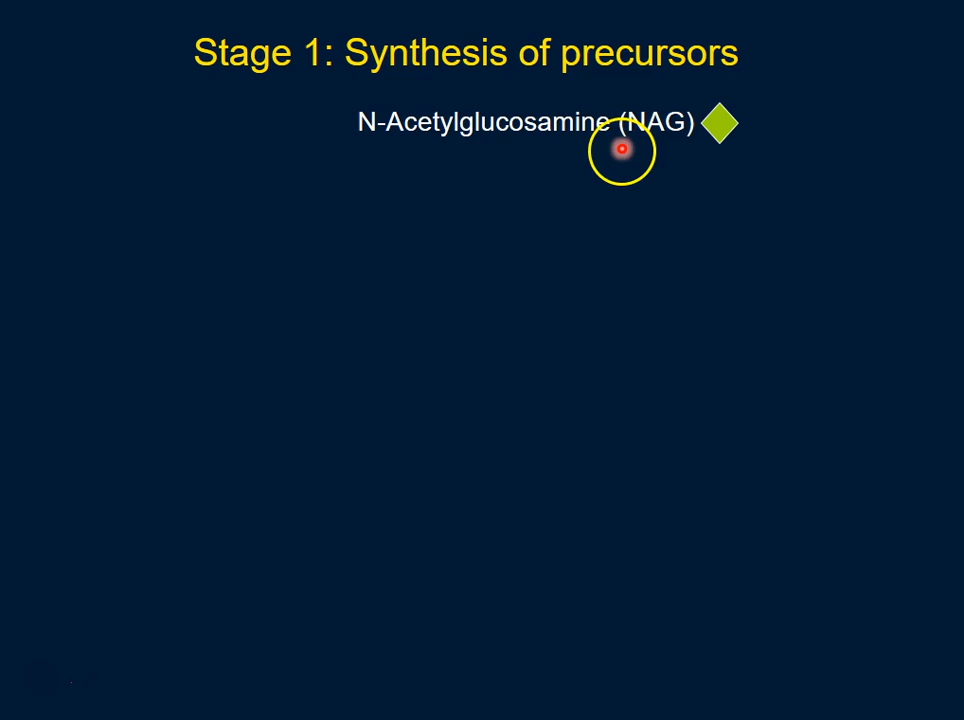 Stage 1: Synthesis of precursors
N-Acetylglucosamine (NAG)